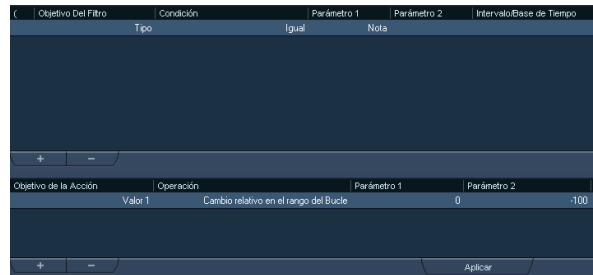 ( Objetivo Del Filtro Condición Parámetro 1 Parámetro 2 Intervalo/Base de Tiempo
Tipo Igual Nota
+ −
Objetivo de la Acción Operación Parámetro 1 Parámetro 2
Valor 1 Cambio relativo en el rango del Bucle 0 -100
+ − Aplicar